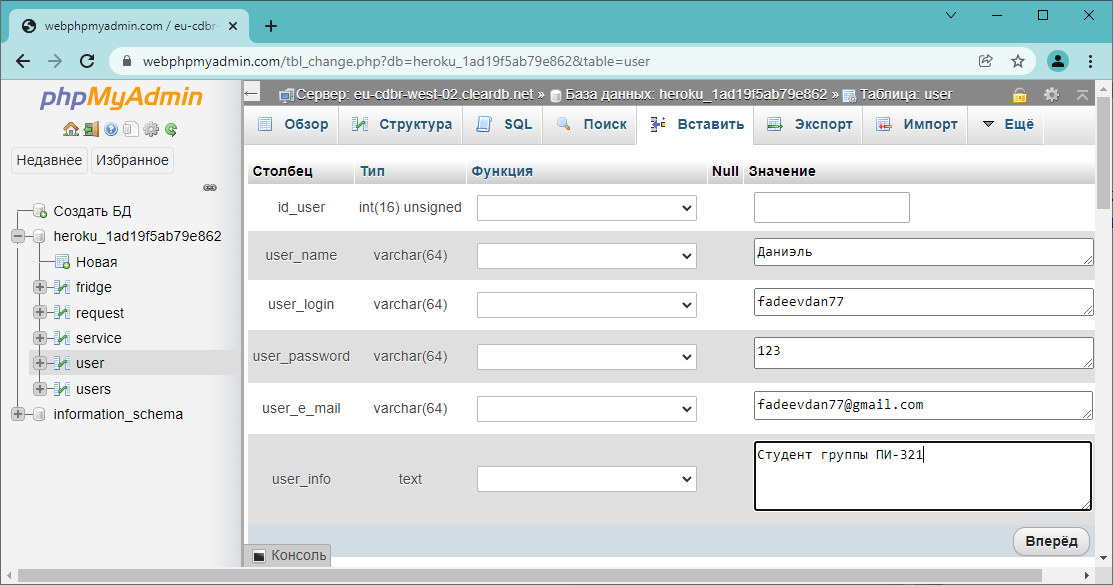 webphpmyadmin.com / eu-cdbr-
webphpmyadmin.com/tbl_change.php?db=heroku_1ad19f5ab79e862&table=user
phpMyAdmin
Недавнее Избранное
Создать БД
heroku_1ad19f5ab79e862
Новая
fridge
request
service
user
users
information_schema
Сервер: eu-cdbr-west-02.cleardb.net » База данных: heroku_1ad19f5ab79e862 » Таблица: user
Обзор Структура SQL Поиск Вставить Экспорт Импорт Ещё
Столбец Тип Функция Null Значение
id_user int(16) unsigned
user_name varchar(64) Даниэль
user_login varchar(64) fadeevdan77
user_password varchar(64) 123
user_e_mail varchar(64) fadeevdan77@gmail.com
user_info text Студент группы ПИ-321
Вперёд
Консоль